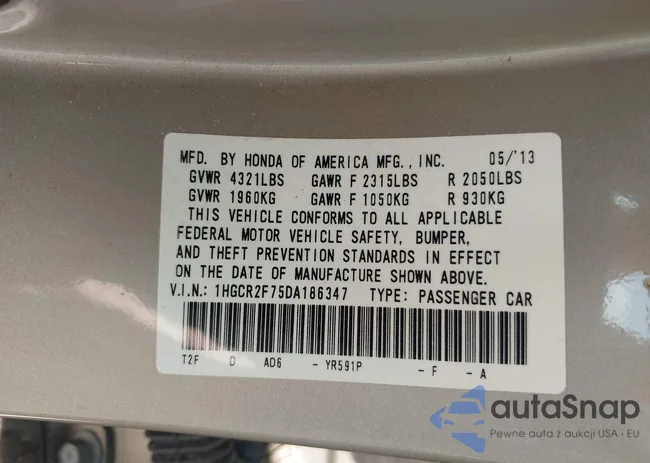 MFD. BY HONDA OF AMERICA MFG., INC. 05/'13
GVWR 4321LBS GAWR F 2315LBS R 2050LBS
GVWR 1960KG GAWR F 1050KG R 930KG
THIS VEHICLE CONFORMS TO ALL APPLICABLE
FEDERAL MOTOR VEHICLE SAFETY, BUMPER,
AND THEFT PREVENTION STANDARDS IN EFFECT
ON THE DATE OF MANUFACTURE SHOWN ABOVE.
V.I.N.: 1HGCR2F75DA186347 TYPE: PASSENGER CAR
T2F D AD6 - YR591P - F - A
autaSnap
Pewne auta z aukcji USA i EU